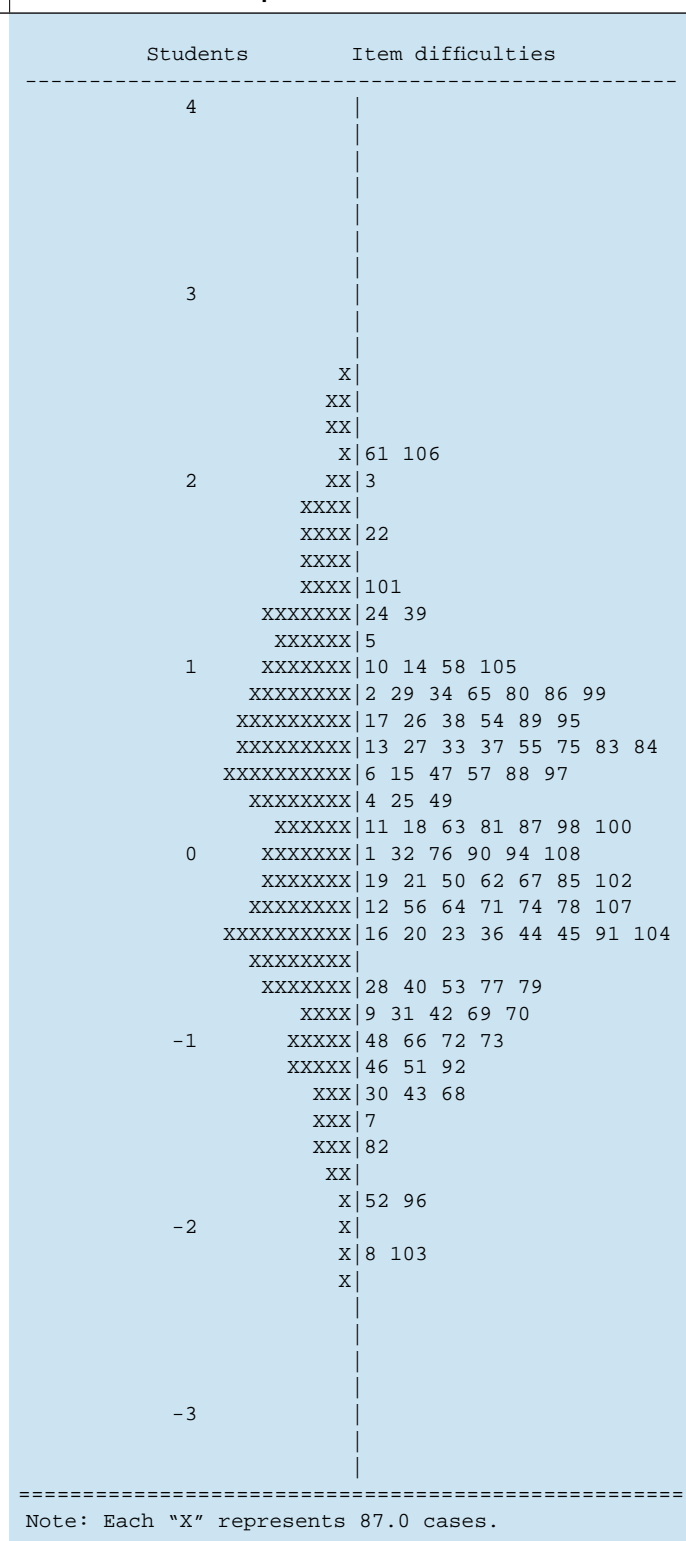 Students Item difficulties
-----------------------------------------------------
4 |
|
|
|
|
|
|
3 |
|
|
X|
XX|
XX|
X|61 106
2 XX|3
XXXX|
XXXX|22
XXXX|
XXXX|101
XXXXXXX|24 39
XXXXXX|5
1 XXXXXXX|10 14 58 105
XXXXXXXX|2 29 34 65 80 86 99
XXXXXXXXX|17 26 38 54 89 95
XXXXXXXXX|13 27 33 37 55 75 83 84
XXXXXXXXXX|6 15 47 57 88 97
XXXXXXXX|4 25 49
XXXXXX|11 18 63 81 87 98 100
0 XXXXXXX|1 32 76 90 94 108
XXXXXXX|19 21 50 62 67 85 102
XXXXXXXX|12 56 64 71 74 78 107
XXXXXXXXXX|16 20 23 36 44 45 91 104
XXXXXXXX|
XXXXXXX|28 40 53 77 79
XXXX|9 31 42 69 70
-1 XXXXX|48 66 72 73
XXXXX|46 51 92
XXX|30 43 68
XXX|7
XXX|82
XX|
X|52 96
-2 X|
X|8 103
X|
|
|
|
|
-3 |
|
|
====================================================
Note: Each “X” represents 87.0 cases.